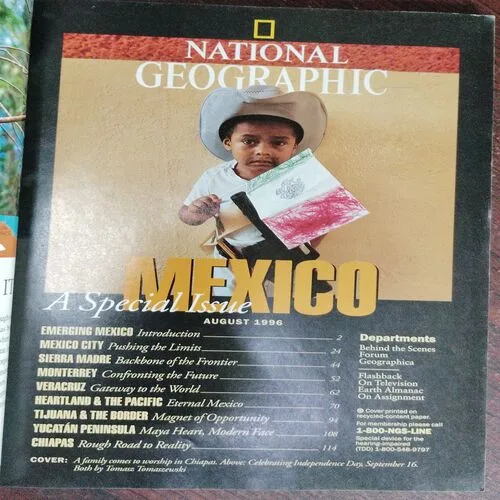 NATIONAL
GEOGRAPHIC
MEXICO
A Special Issue
AUGUST 1996
EMERGING MEXICO Introduction 2
MEXICO CITY Pushing the Limits 24
SIERRA MADRE Backbone of the Frontier 44
MONTERREY Confronting the Future 52
VERACRUZ Gateway to the World 62
HEARTLAND & THE PACIFIC Eternal Mexico 70
TIJUANA & THE BORDER Magnet of Opportunity 94
YUCATÁN PENINSULA Maya Heart, Modern Face 108
CHIAPAS Rough Road to Reality 114
Departments
Behind the Scenes
Forum
Geographica
Flashback
On Television
Earth Almanac
On Assignment
Cover printed on
recycled-content paper.
For membership please call
1-800-NGS-LINE
Special device for the
hearing-impaired
(TDD) 1-800-548-9797
COVER: A family comes to worship in Chiapas. Above: Celebrating Independence Day, September 16.
Both by Tomasz Tomaszewski